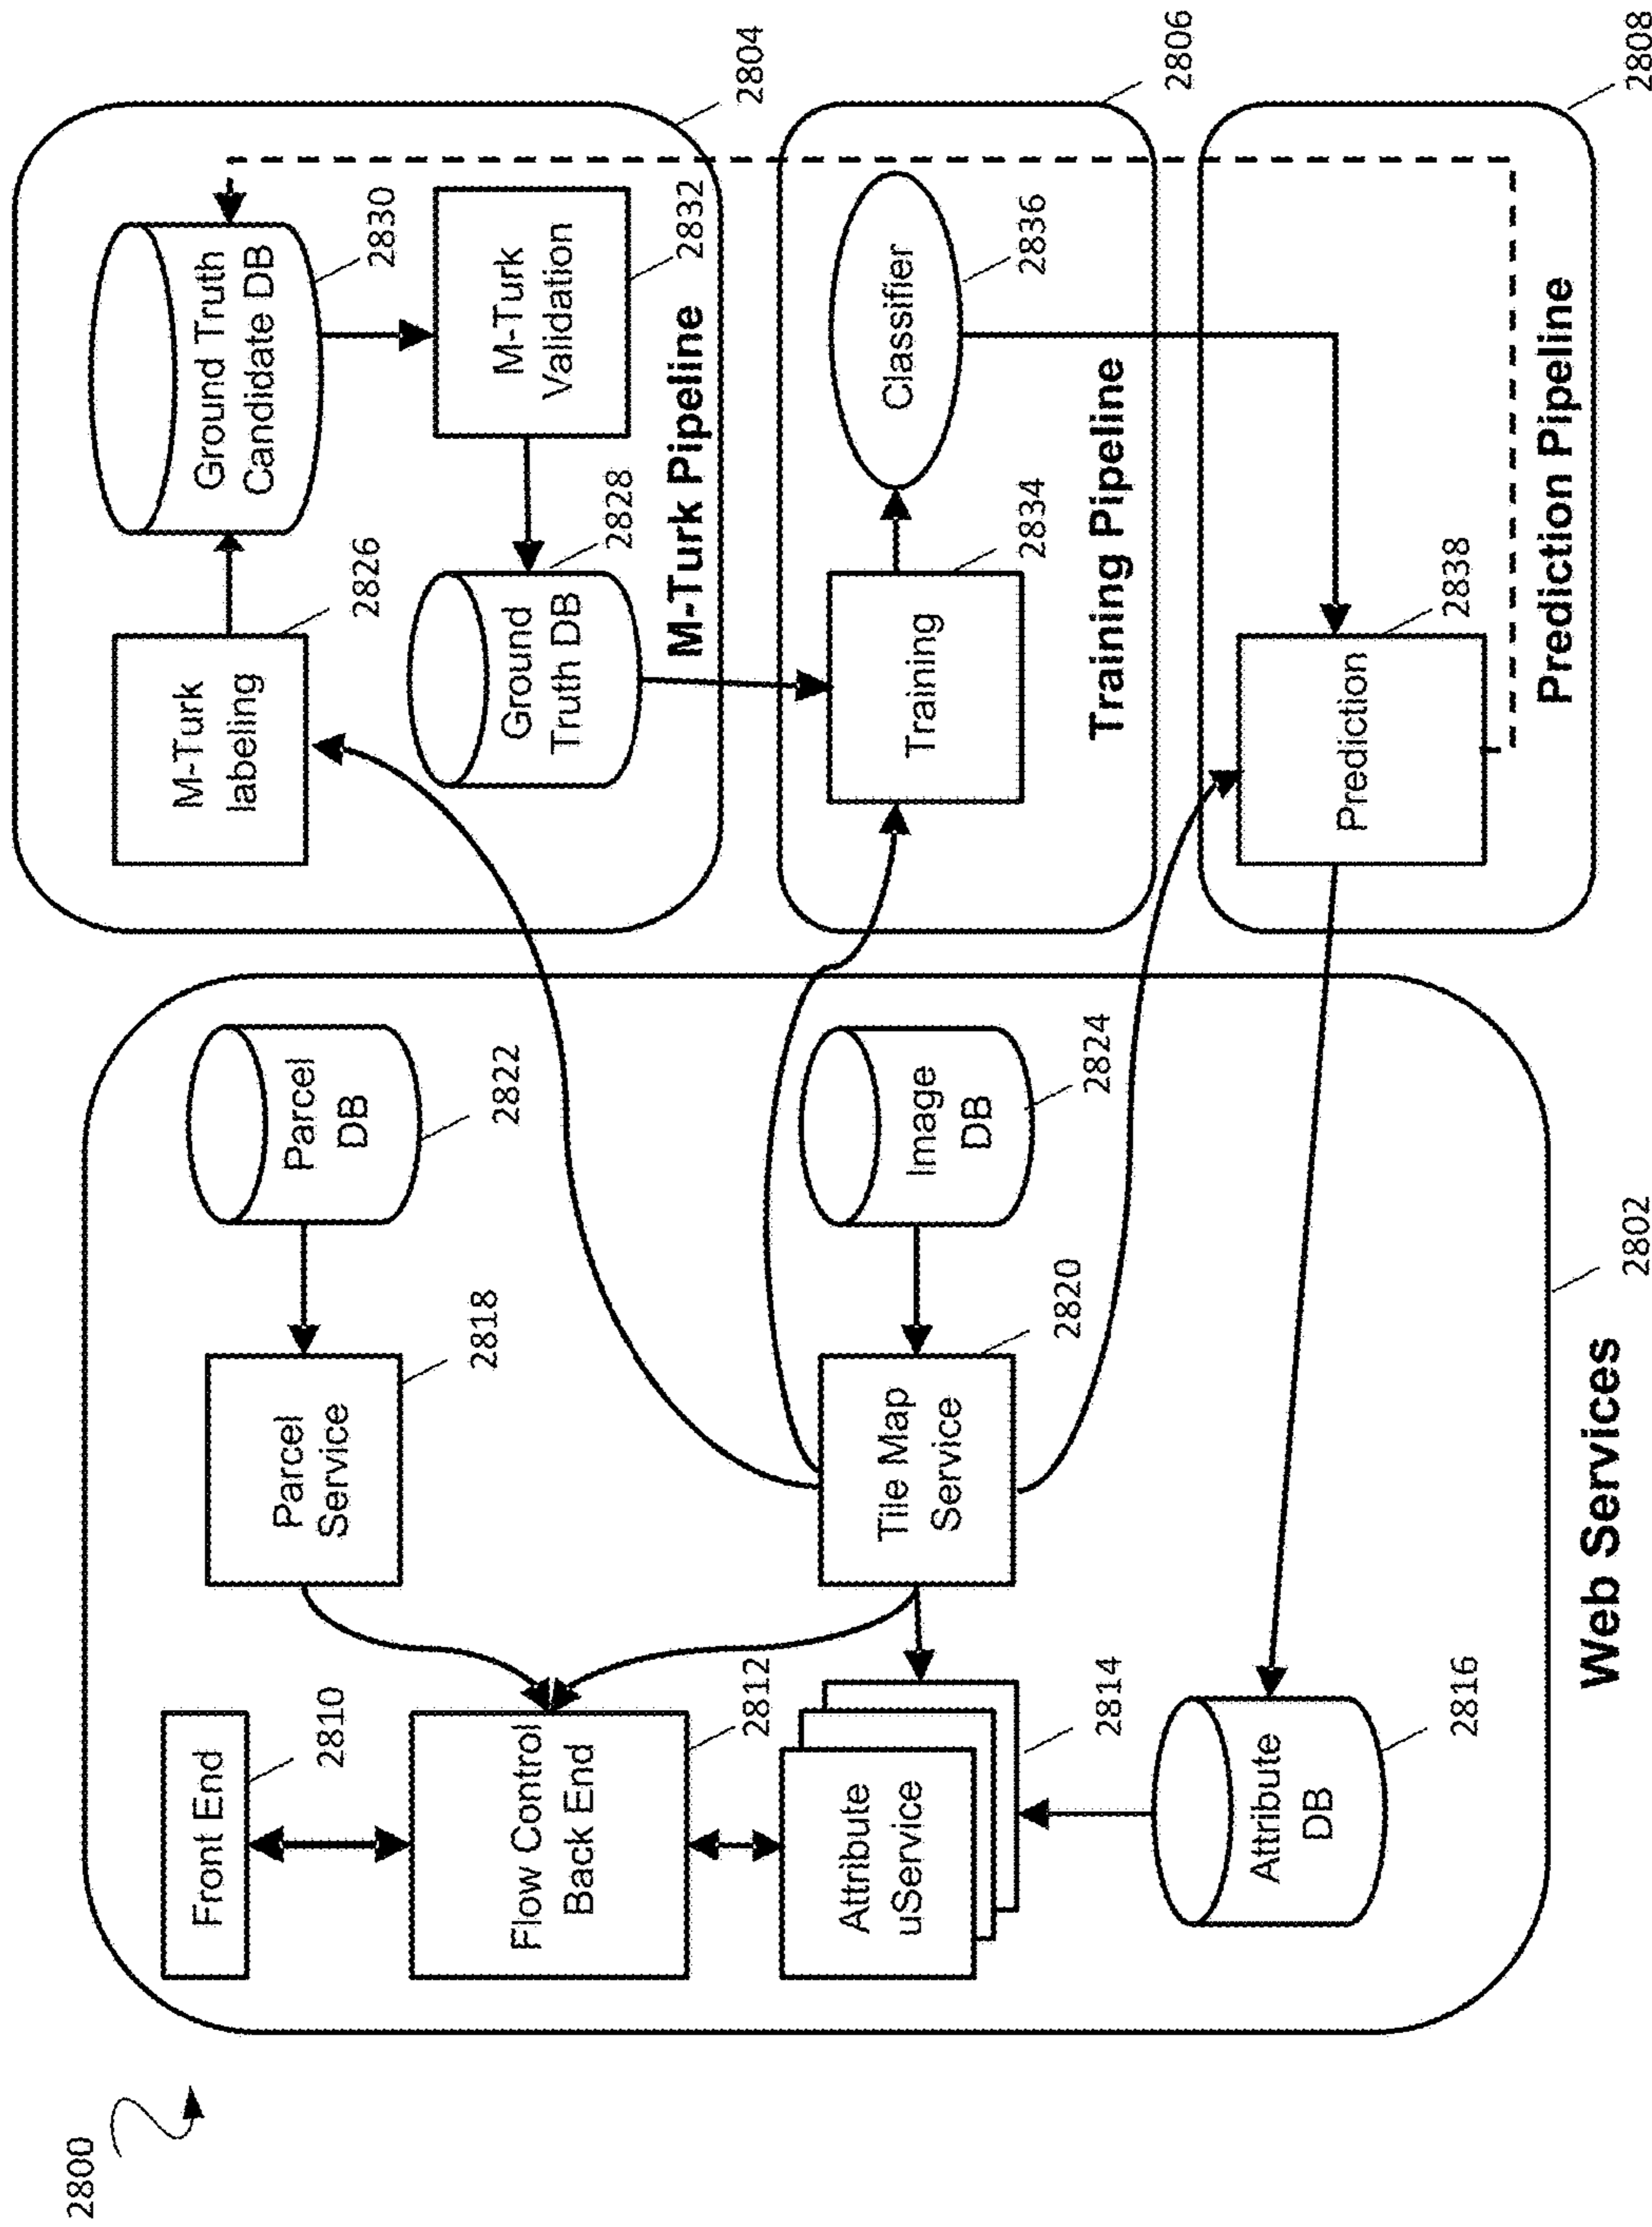 2800
Front End
2810
Flow Control
Back End
2812
Attribute
uService
2814
Attribute
DB
2816
Parcel
Service
2818
Tile Map
Service
2820
Parcel
DB
2822
Image
DB
2824
Web Services
2802
M-Turk
labeling
2826
Ground Truth
Candidate DB
2830
Ground
Truth DB
2828
M-Turk
Validation
2832
M-Turk Pipeline
2804
Training
2834
Classifier
2836
Training Pipeline
2806
Prediction
2838
Prediction Pipeline
2808